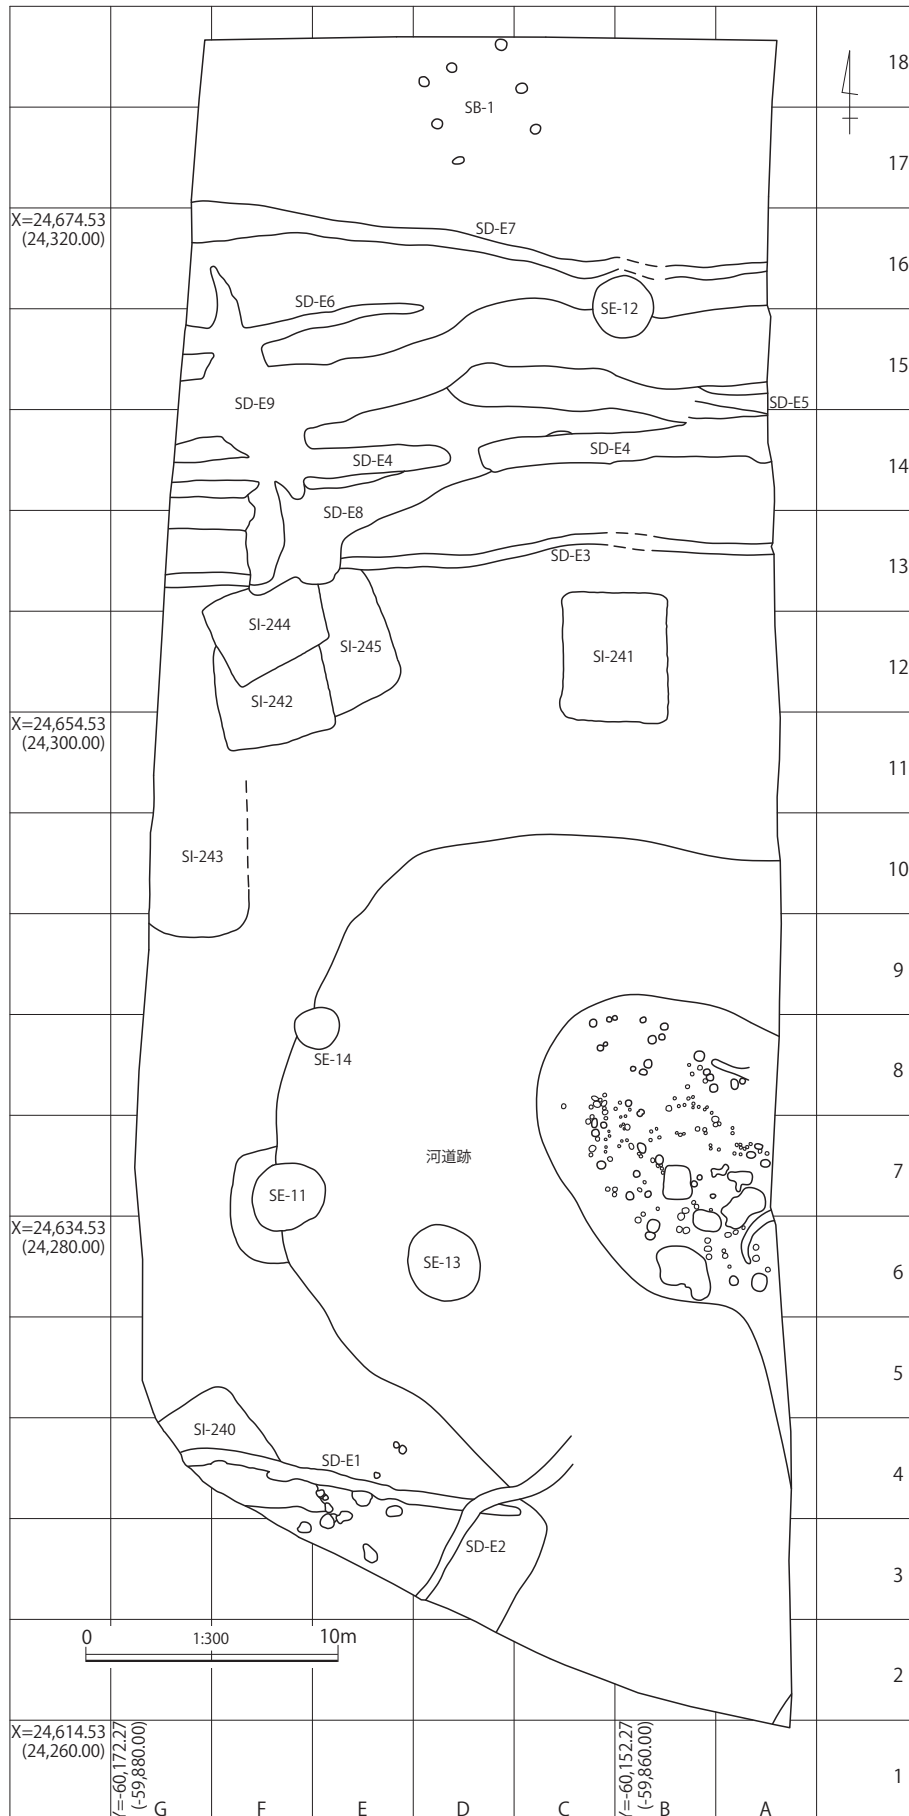 18
SB-1
17
X=24,674.53
(24,320.00)
SD-E7
16
SD-E6
SE-12
15
SD-E9
SD-E5
SD-E4
SD-E4
14
SD-E8
SD-E3
13
SI-244
SI-245
SI-241
12
SI-242
X=24,654.53
(24,300.00)
11
SI-243
10
9
SE-14
8
河道跡
7
SE-11
X=24,634.53
(24,280.00)
SE-13
6
5
SI-240
SD-E1
4
SD-E2
3
0
1:300
10m
2
X=24,614.53
(24,260.00)
Y=-60,172.27
(-59,880.00)
Y=-60,152.27
(-59,860.00)
1
G
F
E
D
C
B
A